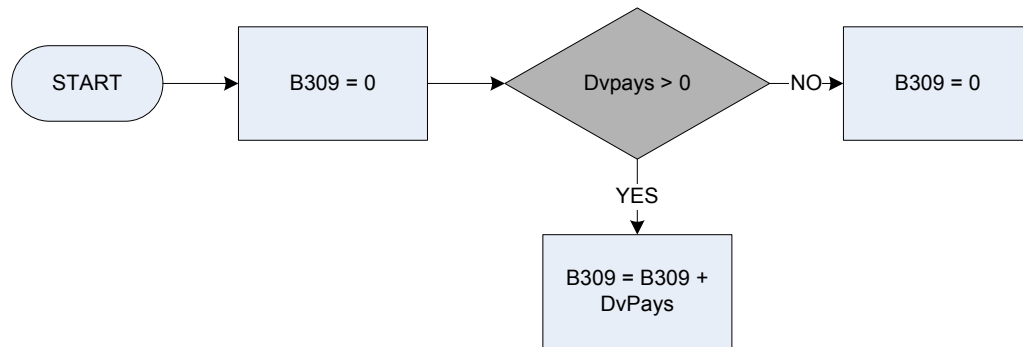 START
B309 = 0
Dvpays > 0
NO
B309 = 0
YES
B309 = B309 +
DvPays